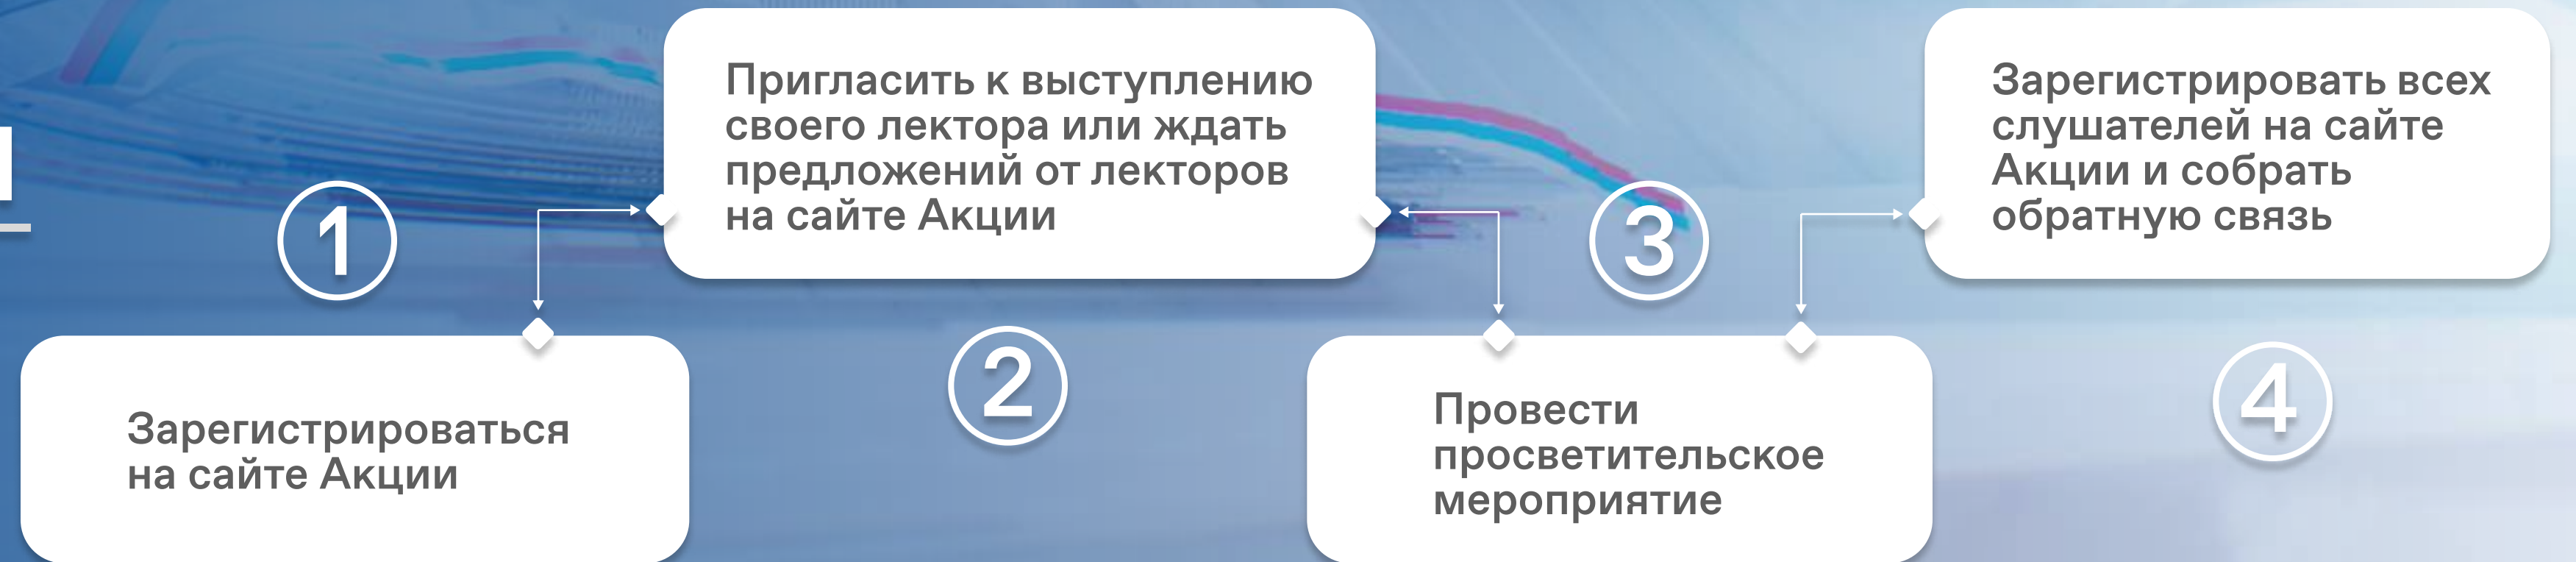 1
Зарегистрироваться
на сайте Акции
Пригласить к выступлению
своего лектора или ждать
предложений от лекторов
на сайте Акции
2
3
Провести
просветительское
мероприятие
Зарегистрировать всех
слушателей на сайте
Акции и собрать
обратную связь
4